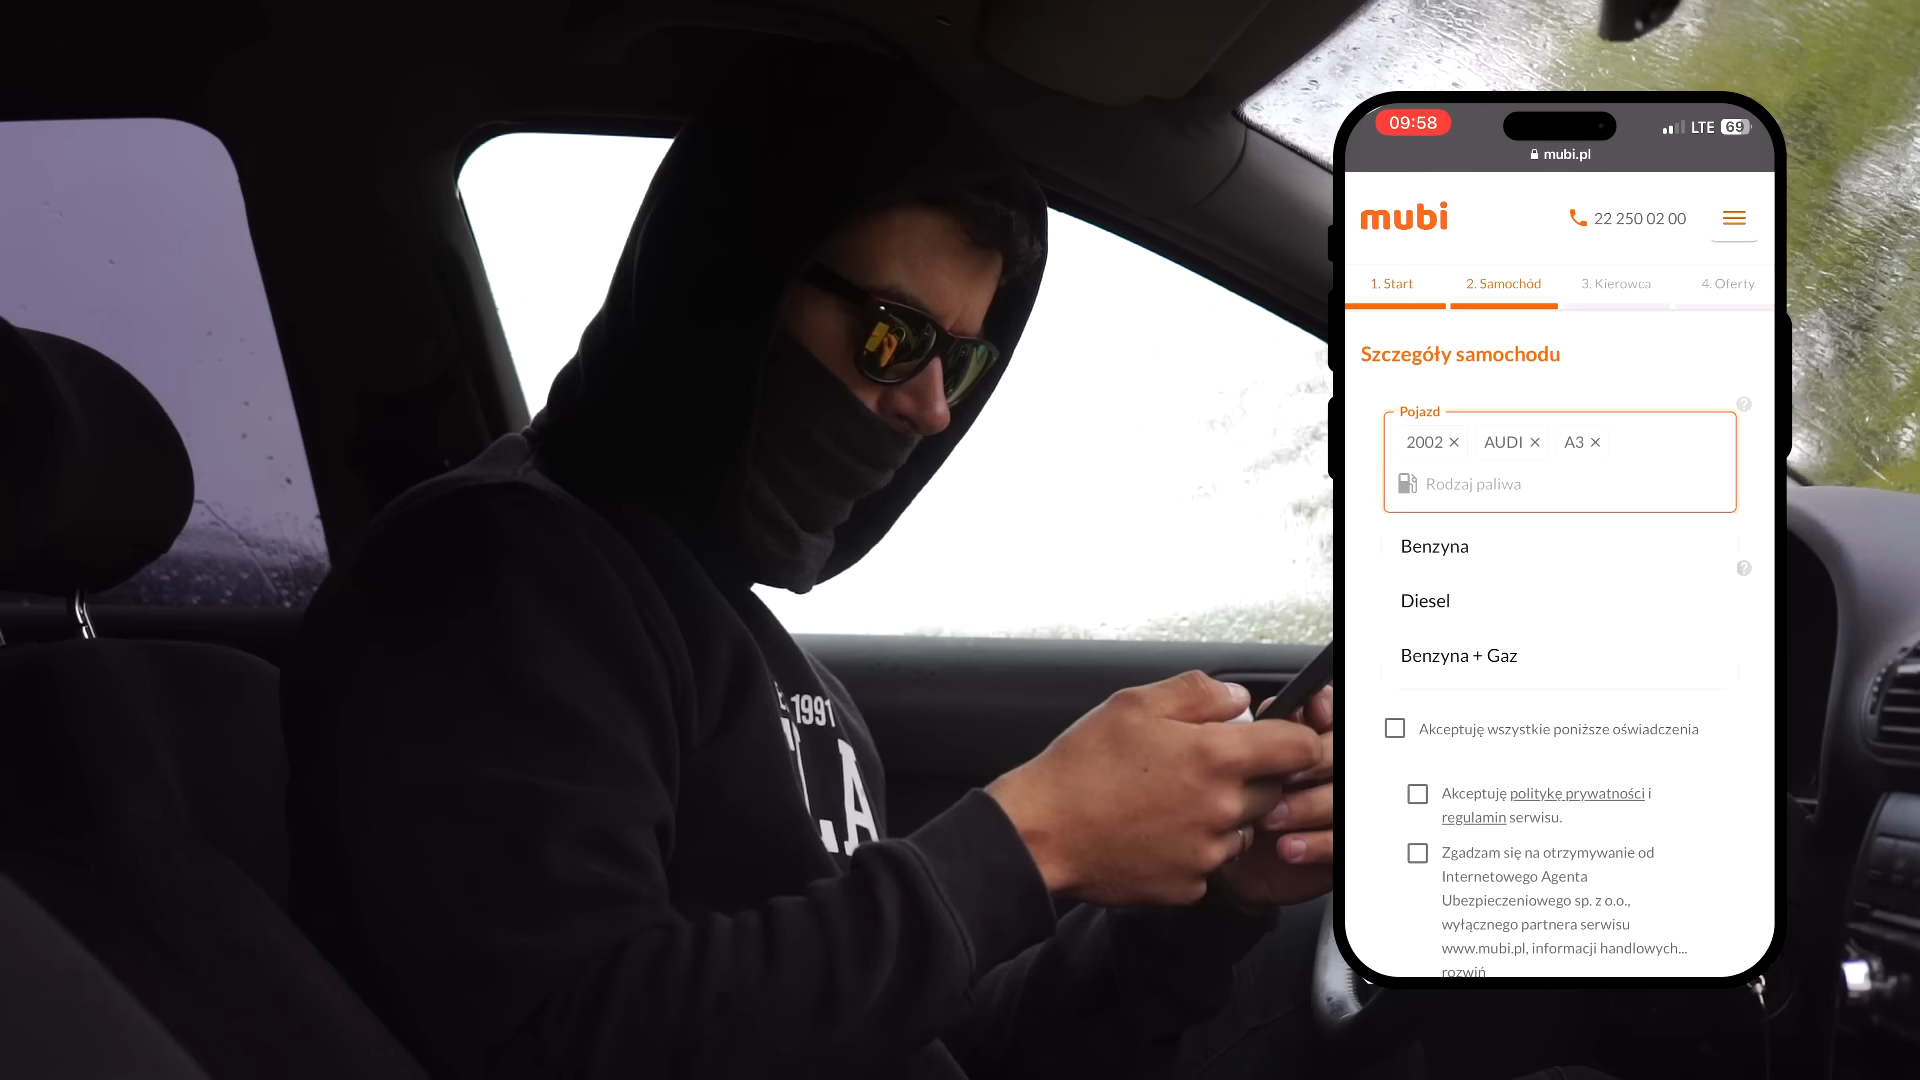 09:58
LTE 69
mubi.pl
mubi
22 250 02 00
1. Start 2. Samochód 3. Kierowca 4. Oferty
Szczegóły samochodu
Pojazd
2002 × AUDI × A3 ×
Rodzaj paliwa
Benzyna
Diesel
Benzyna + Gaz
Akceptuję wszystkie poniższe oświadczenia
Akceptuję politykę prywatności i
regulamin serwisu.
Zgadzam się na otrzymywanie od
Internetowego Agenta
Ubezpieczeniowego sp. z o.o.,
wyłącznego partnera serwisu
www.mubi.pl, informacji handlowych...
rozwiń
1991
LA